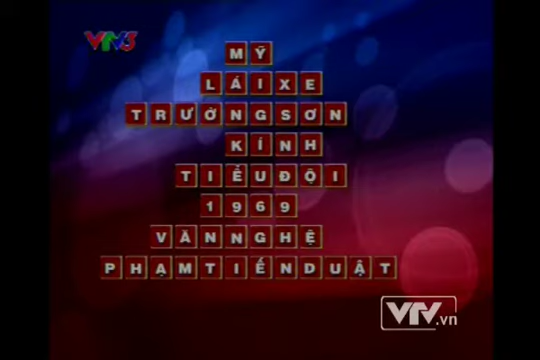 VTV3
MỸ
LÁIXE
TRƯỜNGSƠN
KÍNH
TIỂUĐỘI
1969
VĂNNGHỆ
PHẠMTIẾNDUẬT
VTV.vn